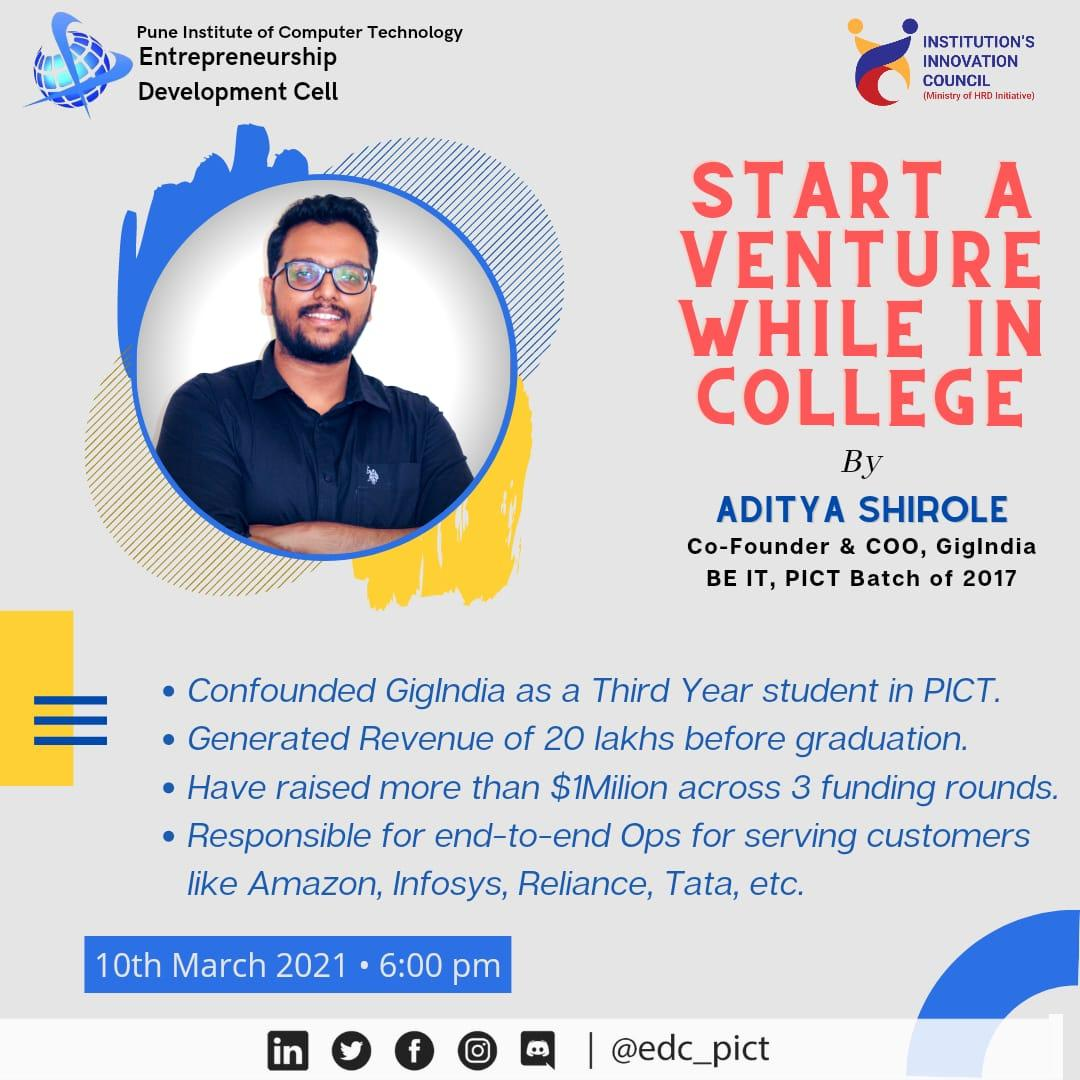 Pune Institute of Computer Technology
Entrepreneurship
Development Cell
INSTITUTION'S
INNOVATION
COUNCIL
(Ministry of HRD Initiative)
START A
VENTURE
WHILE IN
COLLEGE
By
ADITYA SHIROLE
Co-Founder & COO, GigIndia
BE IT, PICT Batch of 2017
• Confounded GigIndia as a Third Year student in PICT.
• Generated Revenue of 20 lakhs before graduation.
• Have raised more than $1Milion across 3 funding rounds.
• Responsible for end-to-end Ops for serving customers
like Amazon, Infosys, Reliance, Tata, etc.
10th March 2021 • 6:00 pm
in
f
| @edc_pict